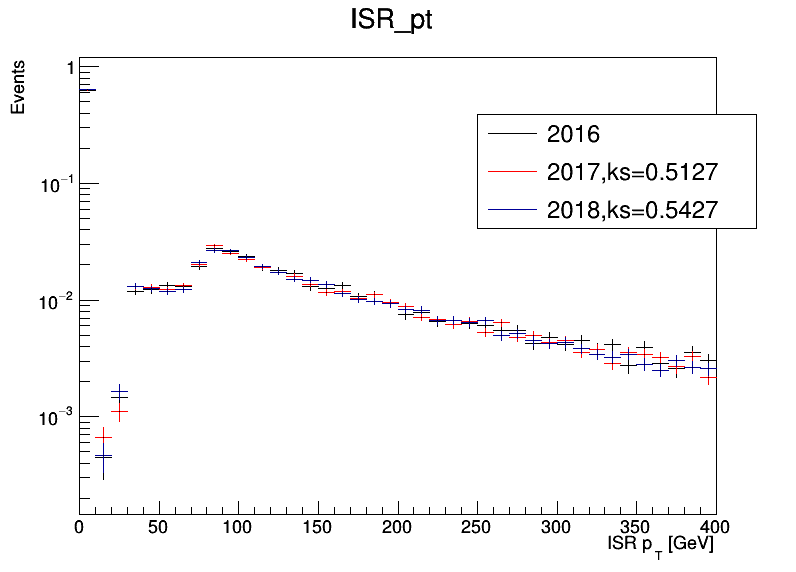 ISR_pt
Events
1
10⁻¹
10⁻²
10⁻³
2016
2017,ks=0.5127
2018,ks=0.5427
0 50 100 150 200 250 300 350 400
ISR p_T [GeV]